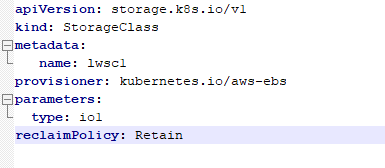 apiVersion: storage.k8s.io/v1
kind: StorageClass
metadata:
name: lwsc1
provisioner: kubernetes.io/aws-ebs
parameters:
type: io1
reclaimPolicy: Retain